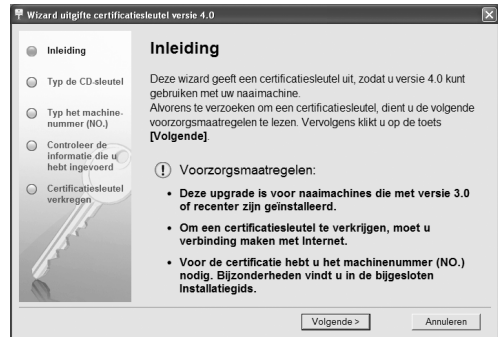 Wizard uitgifte certificatiesleutel versie 4.0
Inleiding
Typ de CD-sleutel
Typ het machine-
nummer (NO.)
Controleer de
informatie die u
hebt ingevoerd
Certificatiesleutel
verkregen
Inleiding
Deze wizard geeft een certificatiesleutel uit, zodat u versie 4.0 kunt
gebruiken met uw naaimachine.
Alvorens te verzoeken om een certificatiesleutel, dient u de volgende
voorzorgsmaatregelen te lezen. Vervolgens klikt u op de toets
[Volgende].
Voorzorgsmaatregelen:
• Deze upgrade is voor naaimachines die met versie 3.0
of recenter zijn geïnstalleerd.
• Om een certificatiesleutel te verkrijgen, moet u
verbinding maken met Internet.
• Voor de certificatie hebt u het machinenummer (NO.)
nodig. Bijzonderheden vindt u in de bijgesloten
Installatiegids.
Volgende >
Annuleren